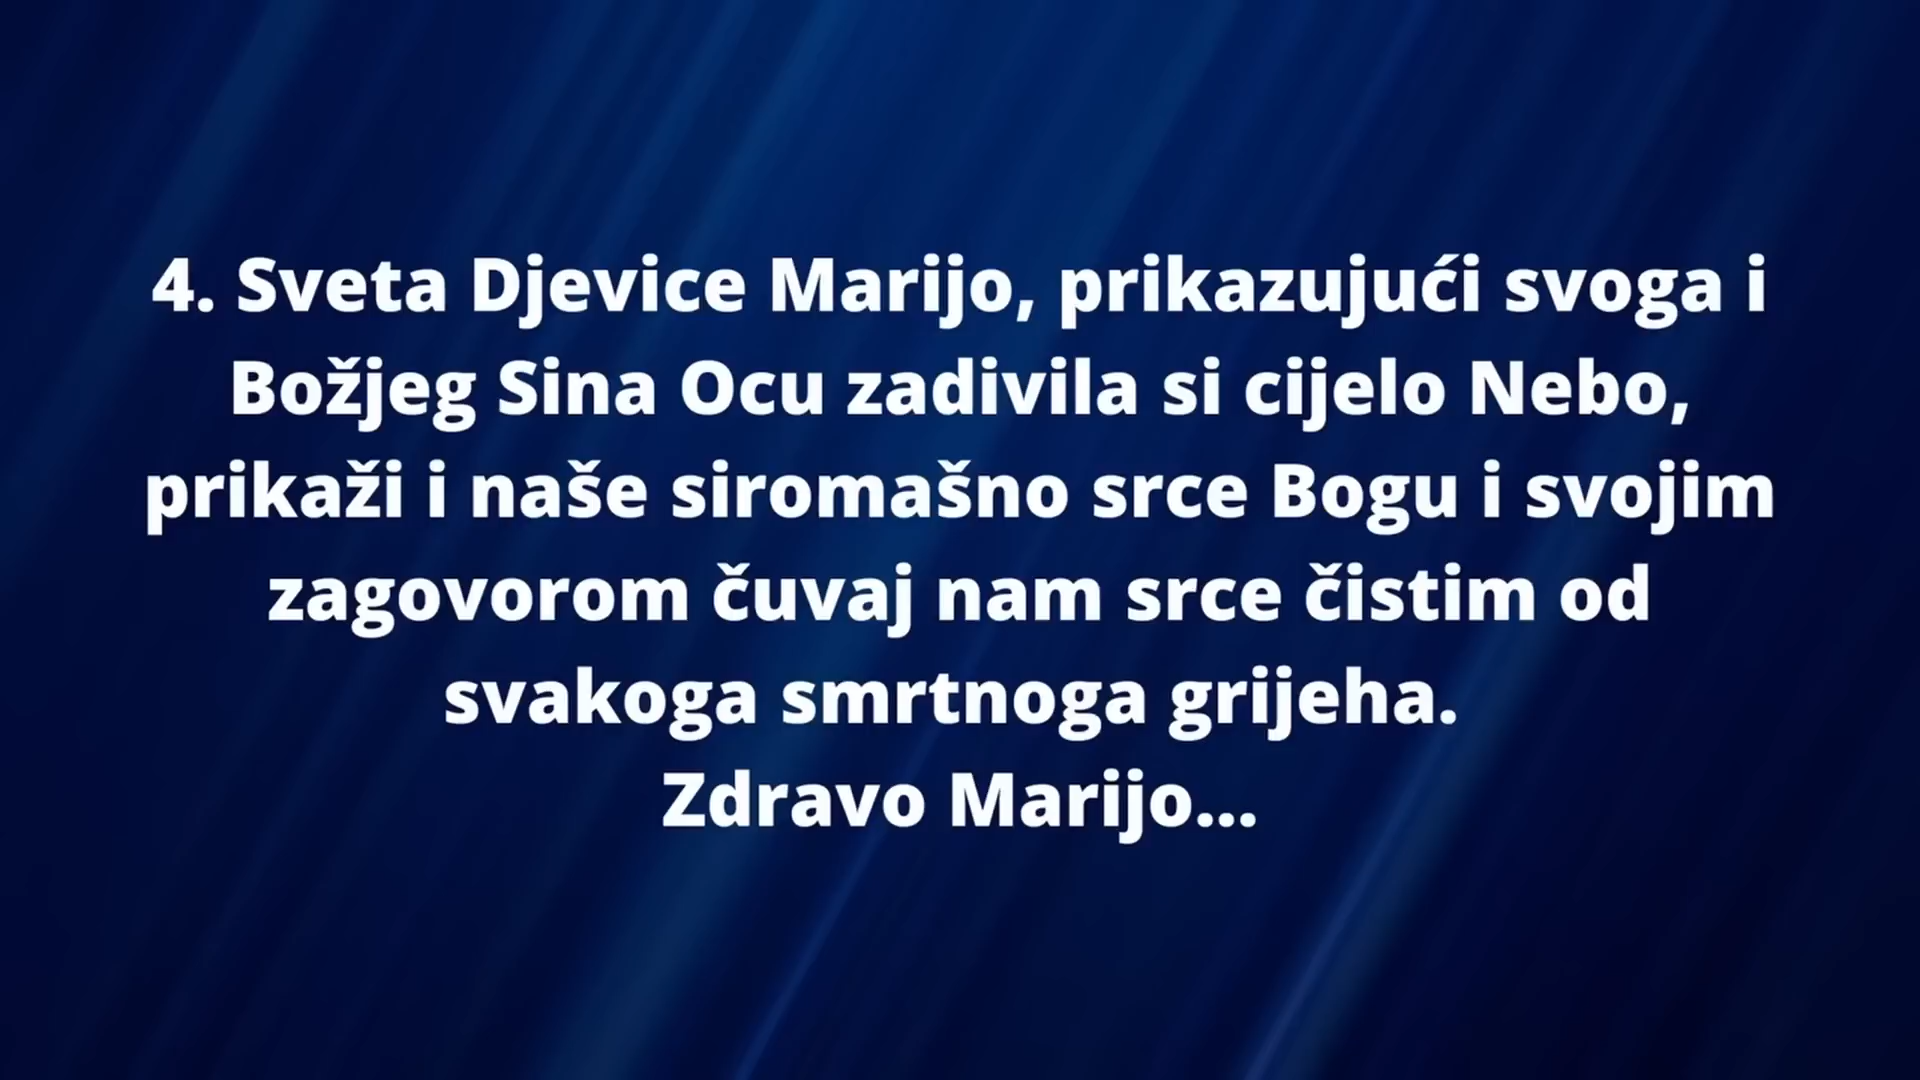 4. Sveta Djevice Marijo, prikazujući svoga i
Božjeg Sina Ocu zadivila si cijelo Nebo,
prikaži i naše siromašno srce Bogu i svojim
zagovorom čuvaj nam srce čistim od
svakoga smrtnoga grijeha.
Zdravo Marijo...